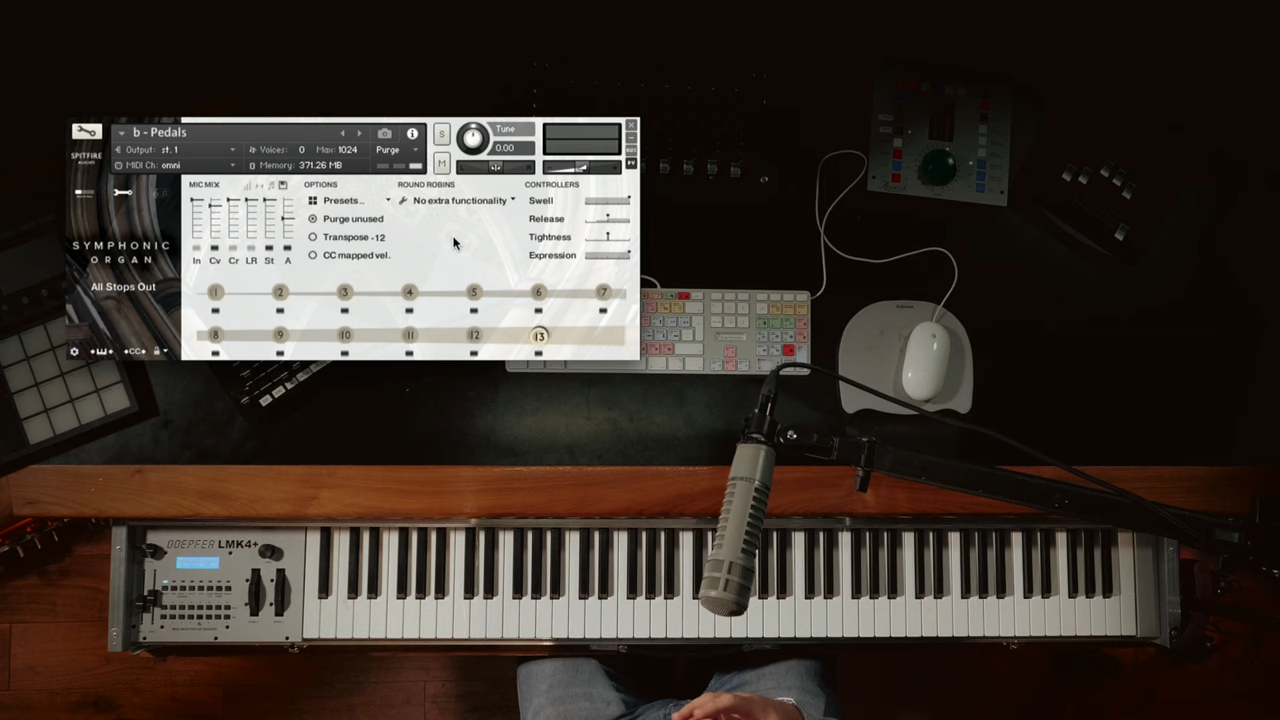 b - Pedals
S
Tune
0.00
Output: st. 1
Voices: 0 Max: 1024
Purge
MIDI Ch: omni
Memory: 371.26 MB
M
SPITFIRE
MIC MIX
OPTIONS
ROUND ROBINS
CONTROLLERS
Presets...
No extra functionality
Swell
Purge unused
Release
Transpose -12
Tightness
CC mapped vel.
Expression
In Cv Cr LR St A
SYMPHONIC
ORGAN
All Stops Out
1 2 3 4 5 6 7
8 9 10 11 12 13
CC
DOEPFER LMK4+